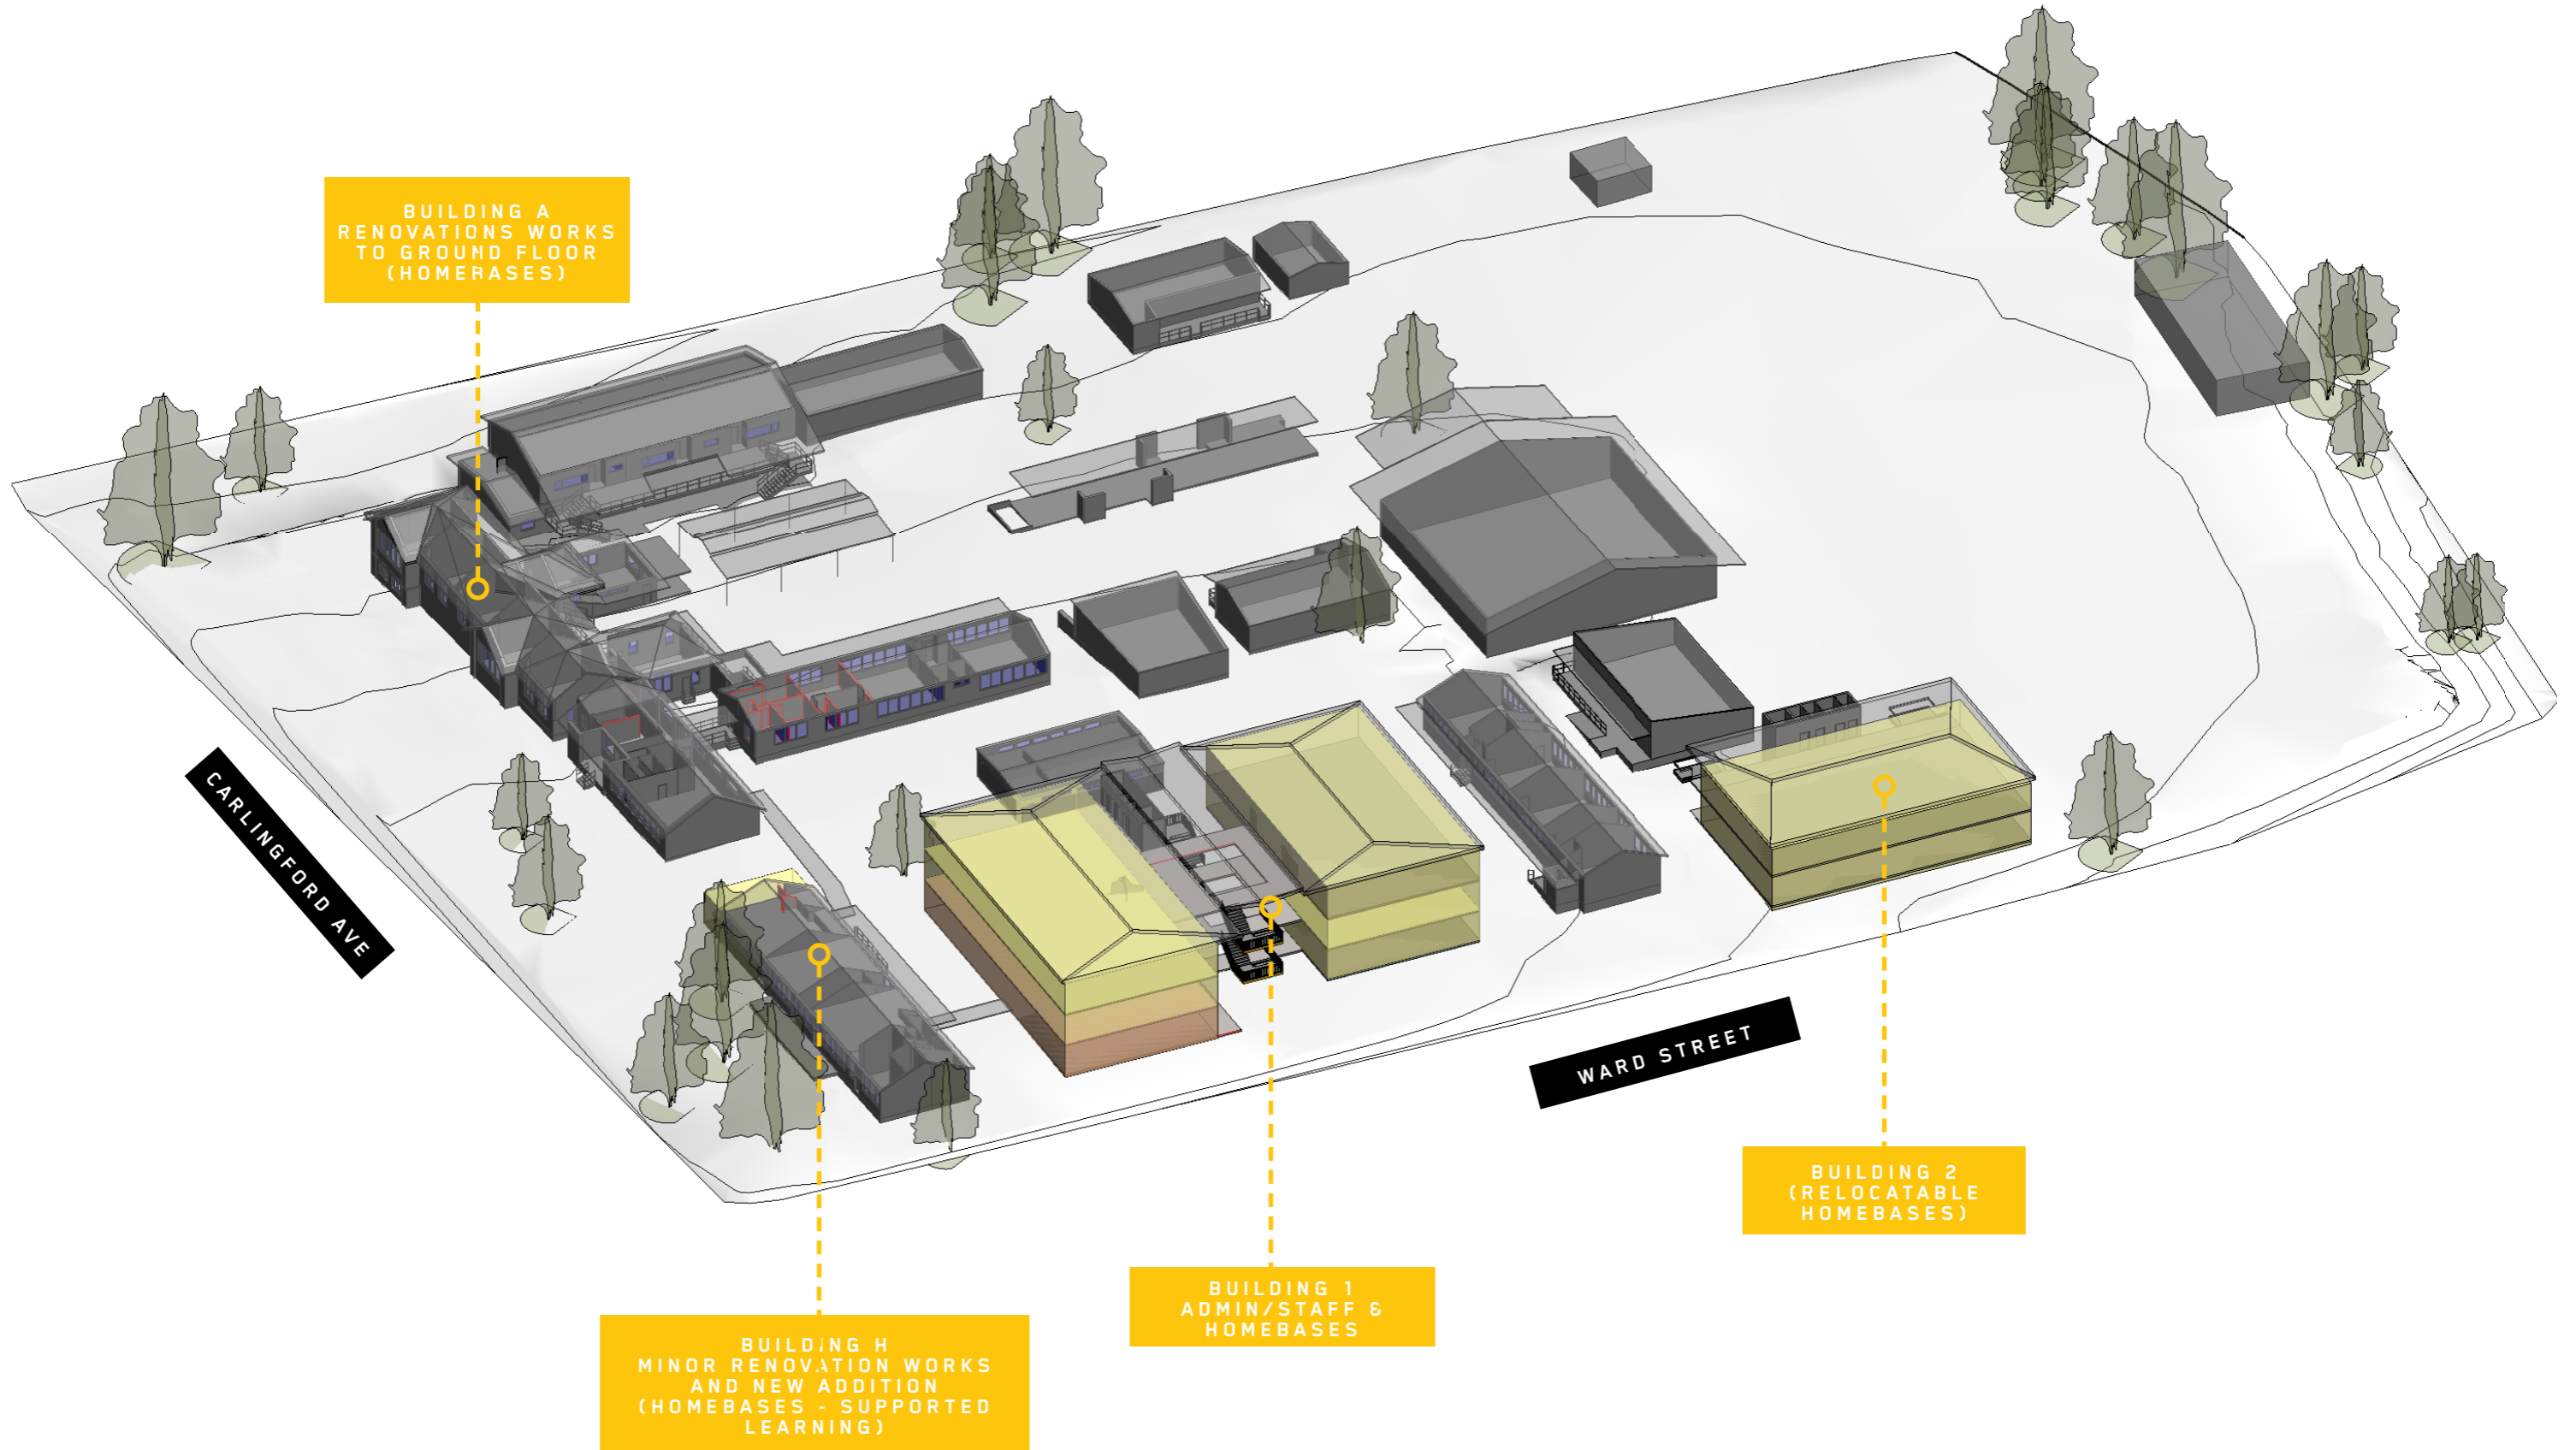 BUILDING A
RENOVATIONS WORKS
TO GROUND FLOOR
(HOMEBASES)
CARLINGFORD AVE
WARD STREET
BUILDING 2
(RELOCATABLE
HOMEBASES)
BUILDING 1
ADMIN/STAFF &
HOMEBASES
BUILDING H
MINOR RENOVATION WORKS
AND NEW ADDITION
(HOMEBASES - SUPPORTED
LEARNING)